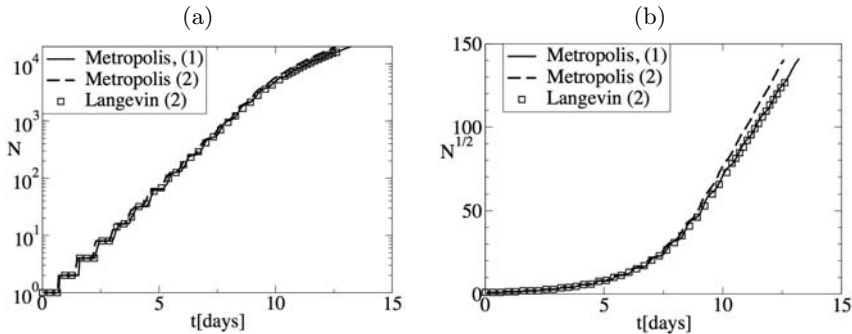 (a)
10^4
10^3
10^2
10^1
10^0
N
Metropolis, (1)
Metropolis (2)
Langevin (2)
0
5
10
15
t[days]
(b)
150
100
50
0
N^{1/2}
Metropolis, (1)
Metropolis (2)
Langevin (2)
0
5
10
15
t[days]